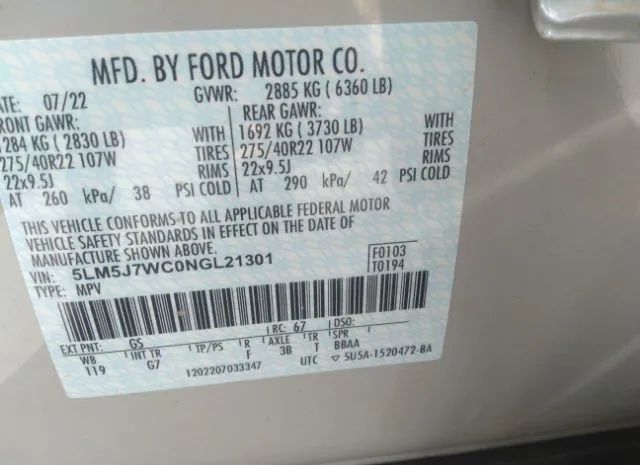 MFD. BY FORD MOTOR CO.
DATE: 07/22 GVWR: 2885 KG ( 6360 LB)
FRONT GAWR: REAR GAWR:
1284 KG ( 2830 LB) WITH 1692 KG ( 3730 LB) WITH
275/40R22 107W TIRES 275/40R22 107W TIRES
22x9.5J RIMS 22x9.5J RIMS
AT 260 kPa/ 38 PSI COLD AT 290 kPa/ 42 PSI COLD
THIS VEHICLE CONFORMS TO ALL APPLICABLE FEDERAL MOTOR
VEHICLE SAFETY STANDARDS IN EFFECT ON THE DATE OF
MANUFACTURE SHOWN ABOVE.
VIN: 5LM5J7WC0NGL21301 F0103
TYPE: MPV T0194
EXT PNT: GS RC: 67 DSO:
WB INT TR TP/PS R AXLE TR SPR
119 G7 F 3B T BBAA
1202207033347 UTC 5U5A-1520472-BA